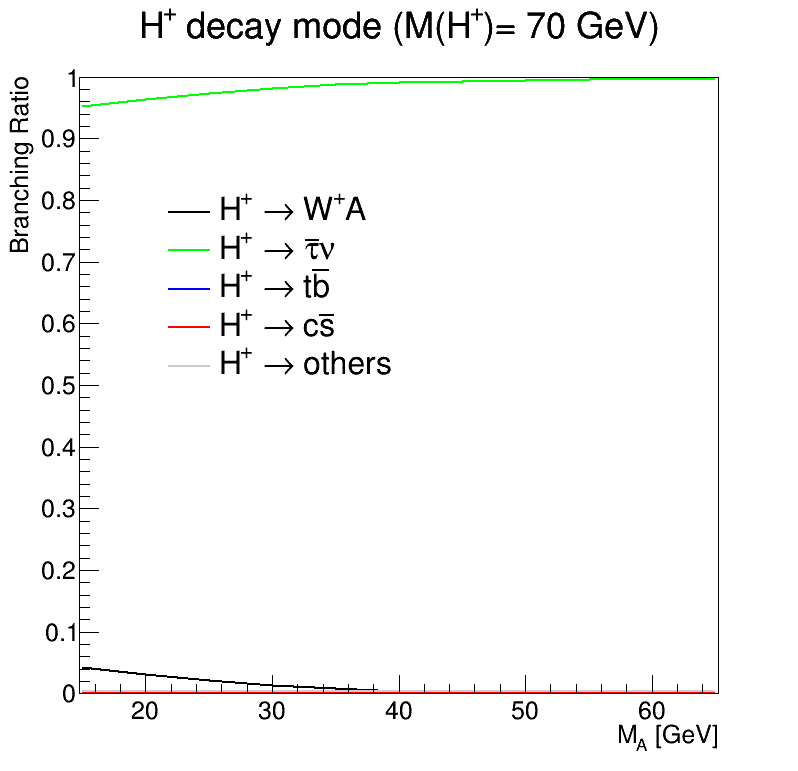 H⁺ decay mode (M(H⁺)= 70 GeV)
Branching Ratio
1
0.9
0.8
0.7
0.6
0.5
0.4
0.3
0.2
0.1
0
H⁺ → W⁺A
H⁺ → τ̅ν
H⁺ → tb̅
H⁺ → cs̅
H⁺ → others
20 30 40 50 60
M_A [GeV]